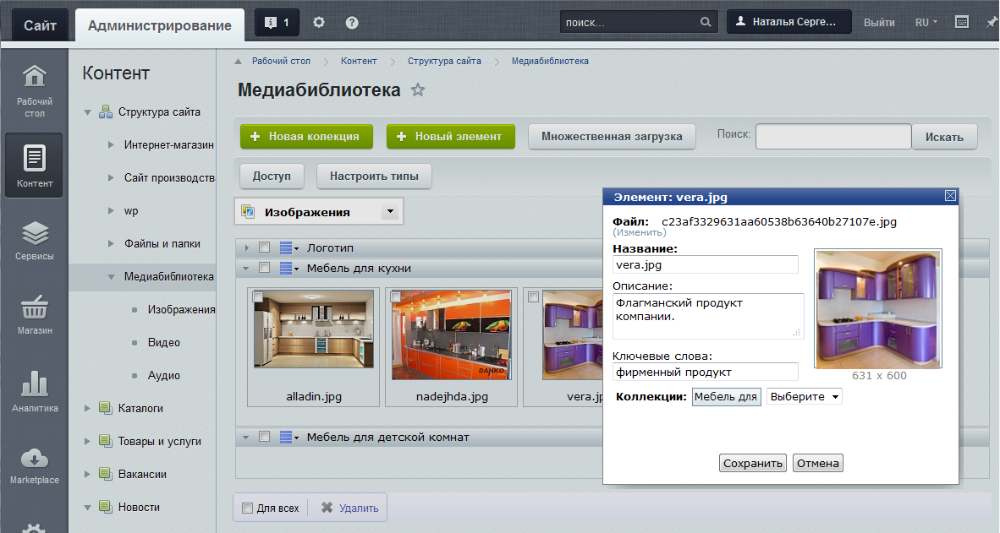 Сайт
Администрирование
1
?
поиск...
Наталья Серге...
Выйти
RU
Рабочий стол
Контент
Сервисы
Магазин
Аналитика
Marketplace
Контент
Структура сайта
Интернет-магазин
Сайт производств
wp
Файлы и папки
Медиабиблиотека
Изображения
Видео
Аудио
Каталоги
Товары и услуги
Вакансии
Новости
Рабочий стол Контент Структура сайта Медиабиблиотека
Медиабиблиотека
+ Новая колекция
+ Новый элемент
Множественная загрузка
Поиск:
Искать
Доступ
Настроить типы
Изображения
Логотип
Мебель для кухни
DANKO
alladin.jpg
nadejhda.jpg
vera.jp
Мебель для детской комнат
Для всех
Удалить
Элемент: vera.jpg
Файл: c23af3329631aa60538b63640b27107e.jpg
(Изменить)
Название:
vera.jpg
Описание:
Флагманский продукт
компании.
Ключевые слова:
фирменный продукт
631 x 600
Коллекции: Мебель для Выберите
Сохранить
Отмена